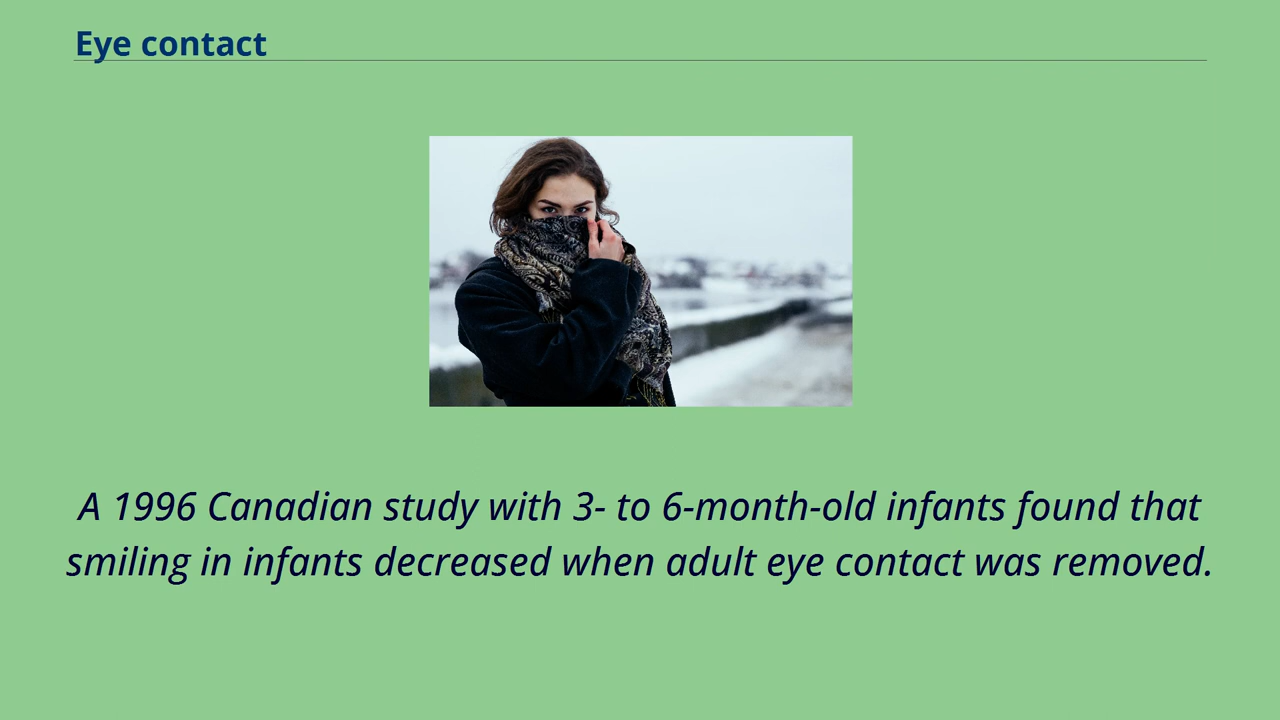 Eye contact
A 1996 Canadian study with 3- to 6-month-old infants found that
smiling in infants decreased when adult eye contact was removed.